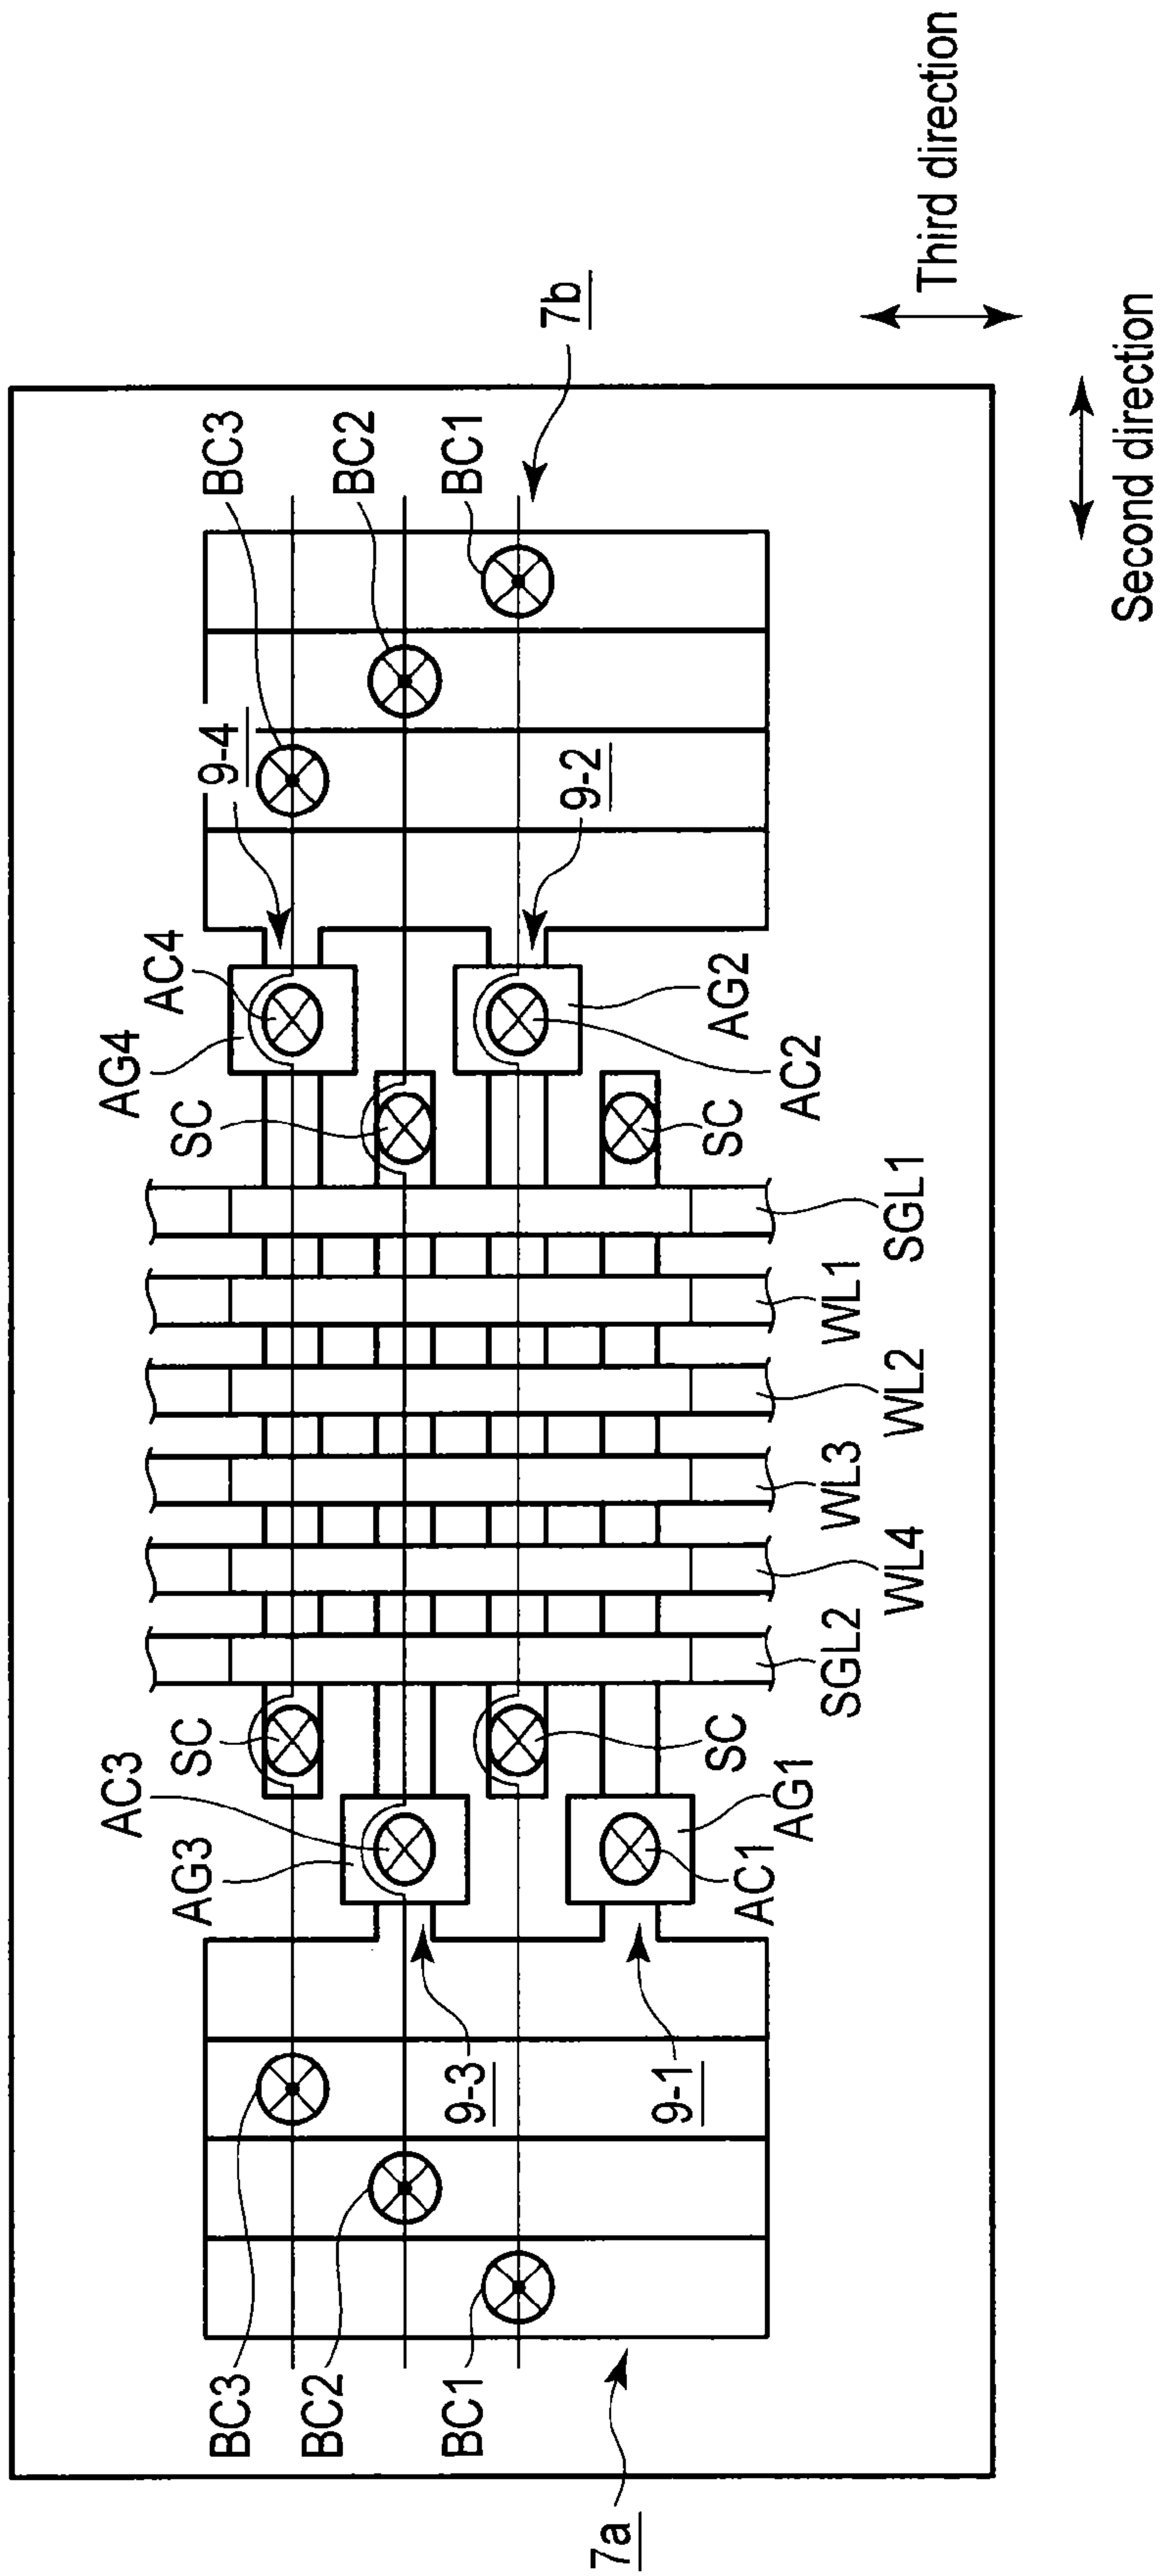 7a
BC3
BC2
BC1
9-3
9-1
AG3
AC3
AC1
AG1
SC
SC
SGL2
WL4
WL3
WL2
WL1
SGL1
SC
SC
AG4
AC4
AC2
AG2
9-4
9-2
BC3
BC2
BC1
7b
Second direction
Third direction